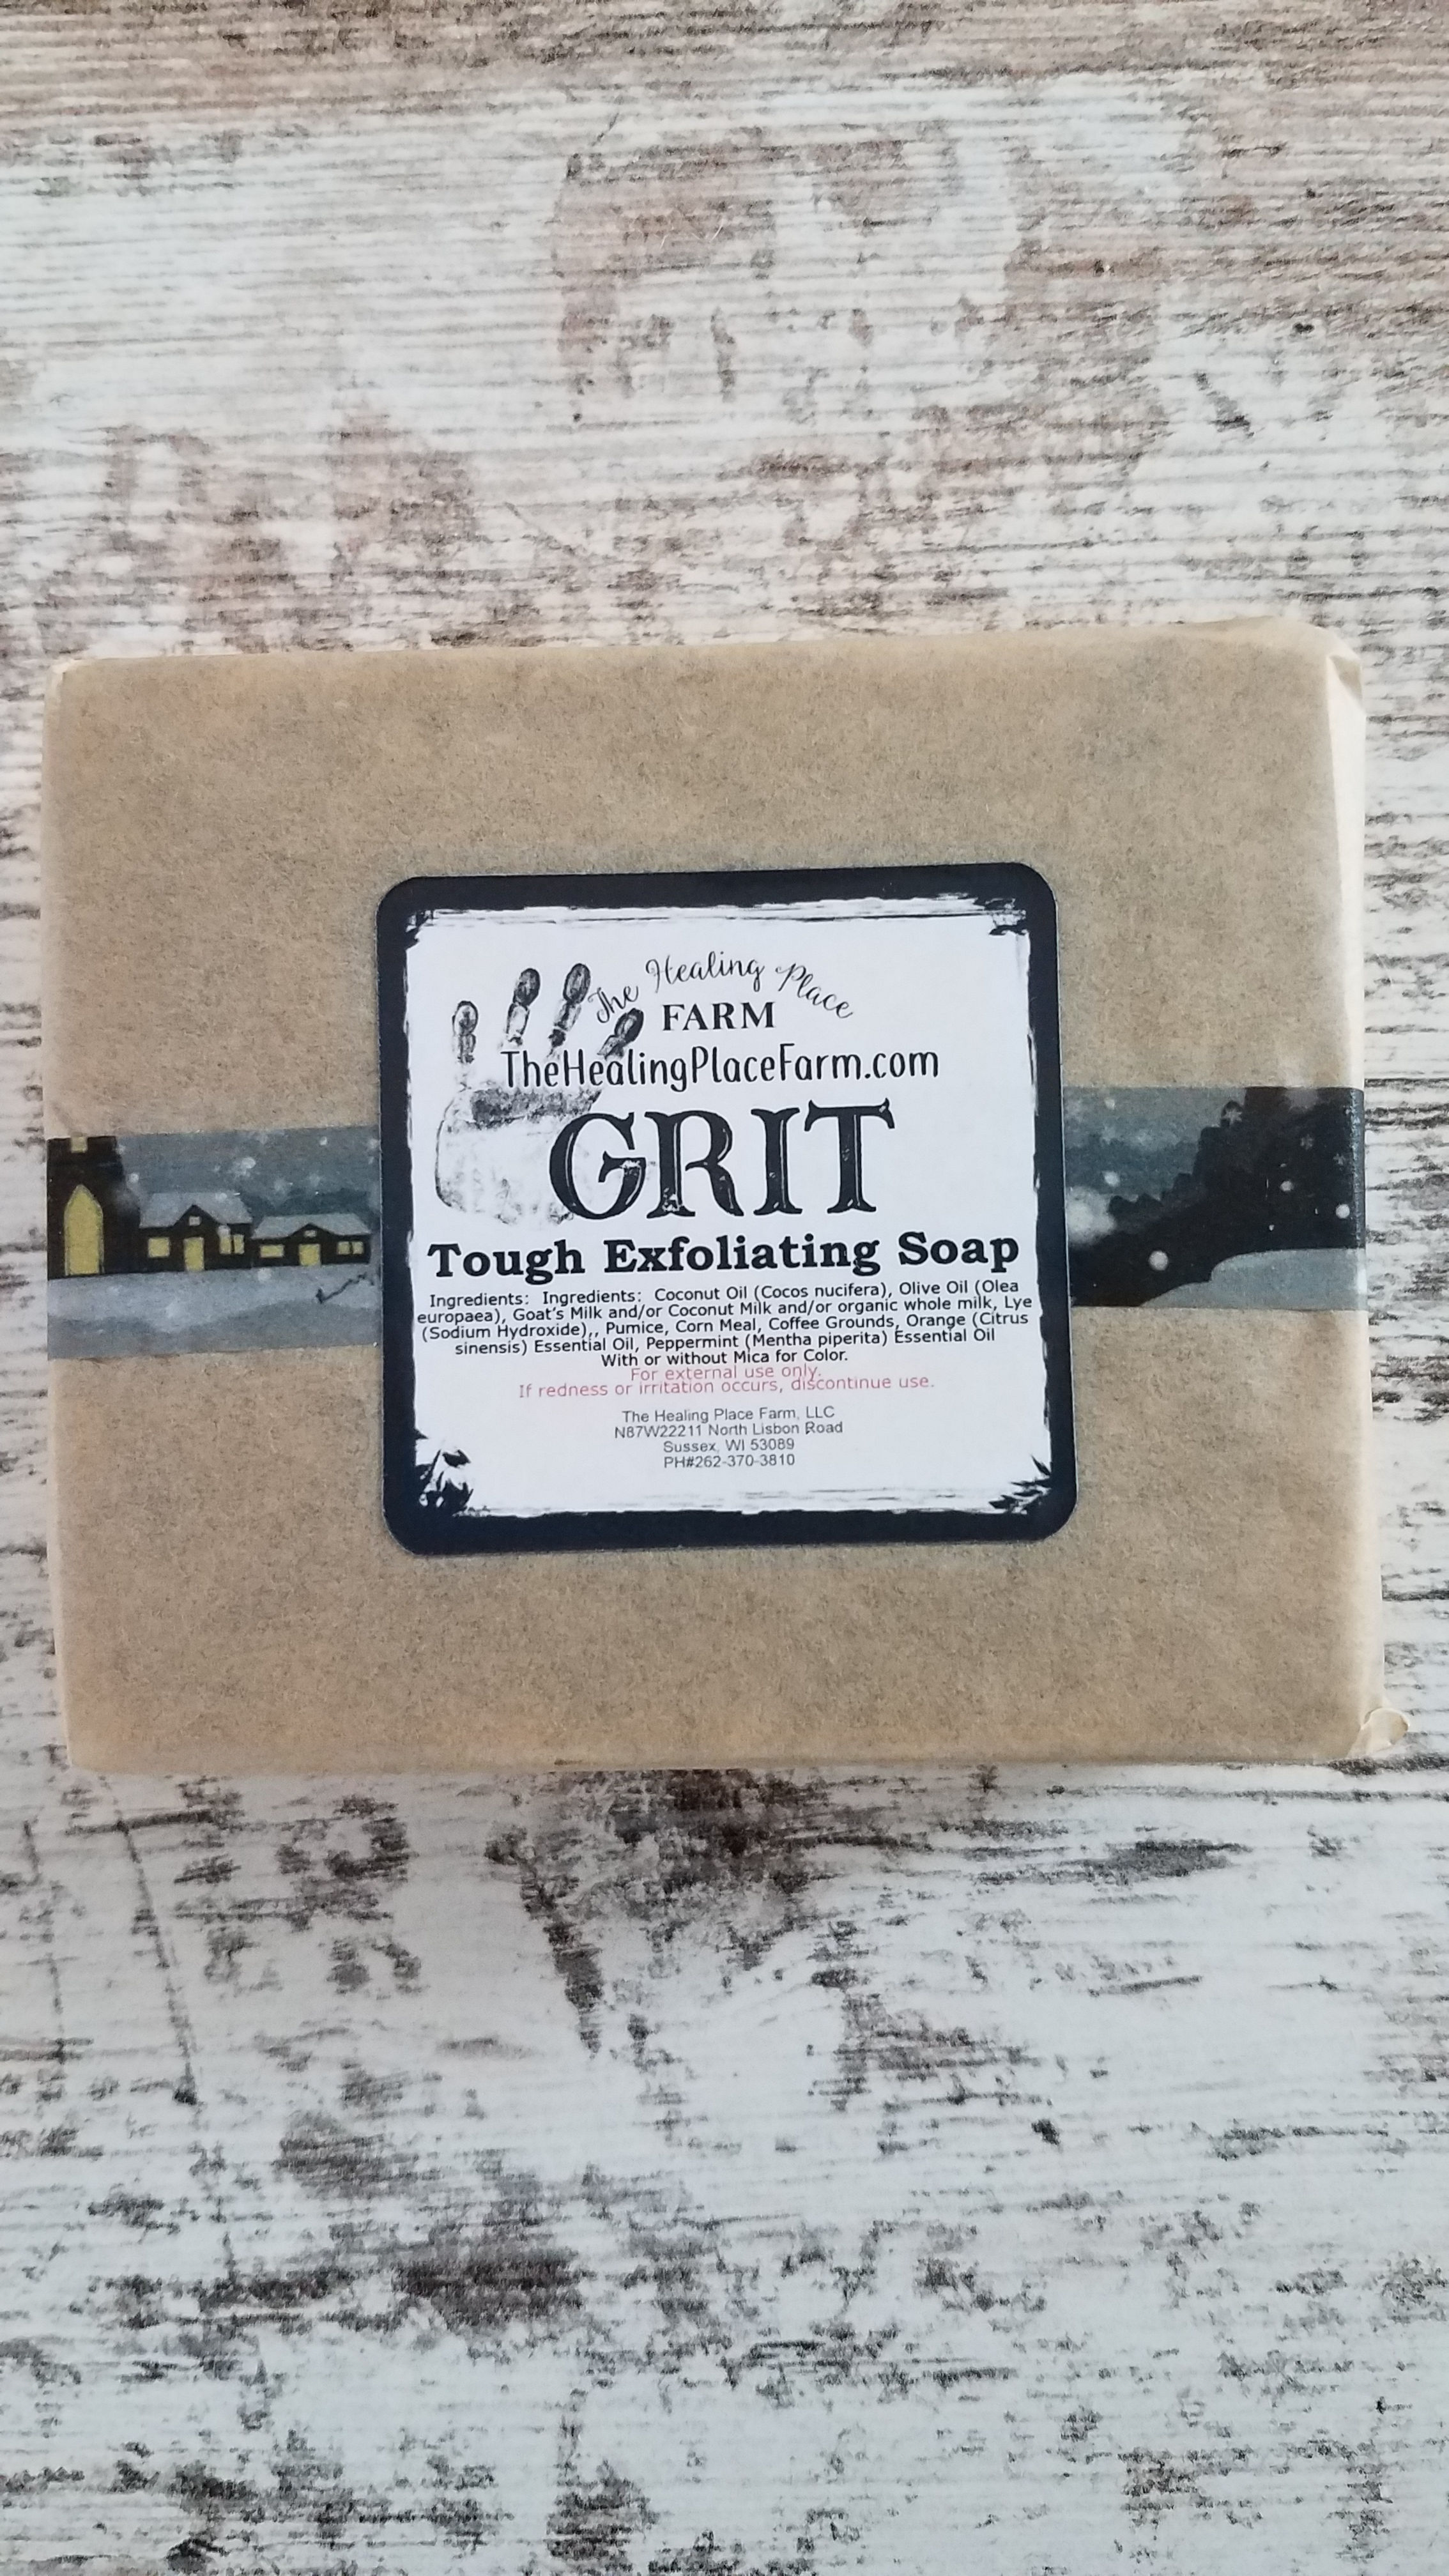 The Healing Place
FARM
TheHealingPlaceFarm.com
GRIT
Tough Exfoliating Soap
Ingredients: Ingredients: Coconut Oil (Cocos nucifera), Olive Oil (Olea
europaea), Goat's Milk and/or Coconut Milk and/or organic whole milk, Lye
(Sodium Hydroxide),, Pumice, Corn Meal, Coffee Grounds, Orange (Citrus
sinensis) Essential Oil, Peppermint (Mentha piperita) Essential Oil
With or without Mica for Color.
For external use only.
If redness or irritation occurs, discontinue use.
The Healing Place Farm, LLC
N87W22211 North Lisbon Road
Sussex, WI 53089
PH#262-370-3810